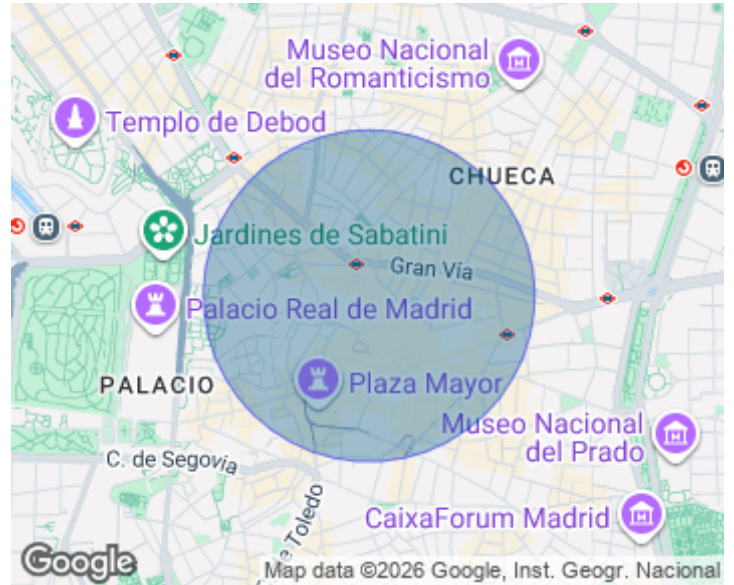 Museo Nacional
del Romanticismo
Templo de Debod
CHUECA
Jardines de Sabatini
Gran Vía
Palacio Real de Madrid
PALACIO
Plaza Mayor
Museo Nacional
del Prado
C. de Segovia
de Toledo
CaixaForum Madrid
Google
Map data ©2026 Google, Inst. Geogr. Nacional